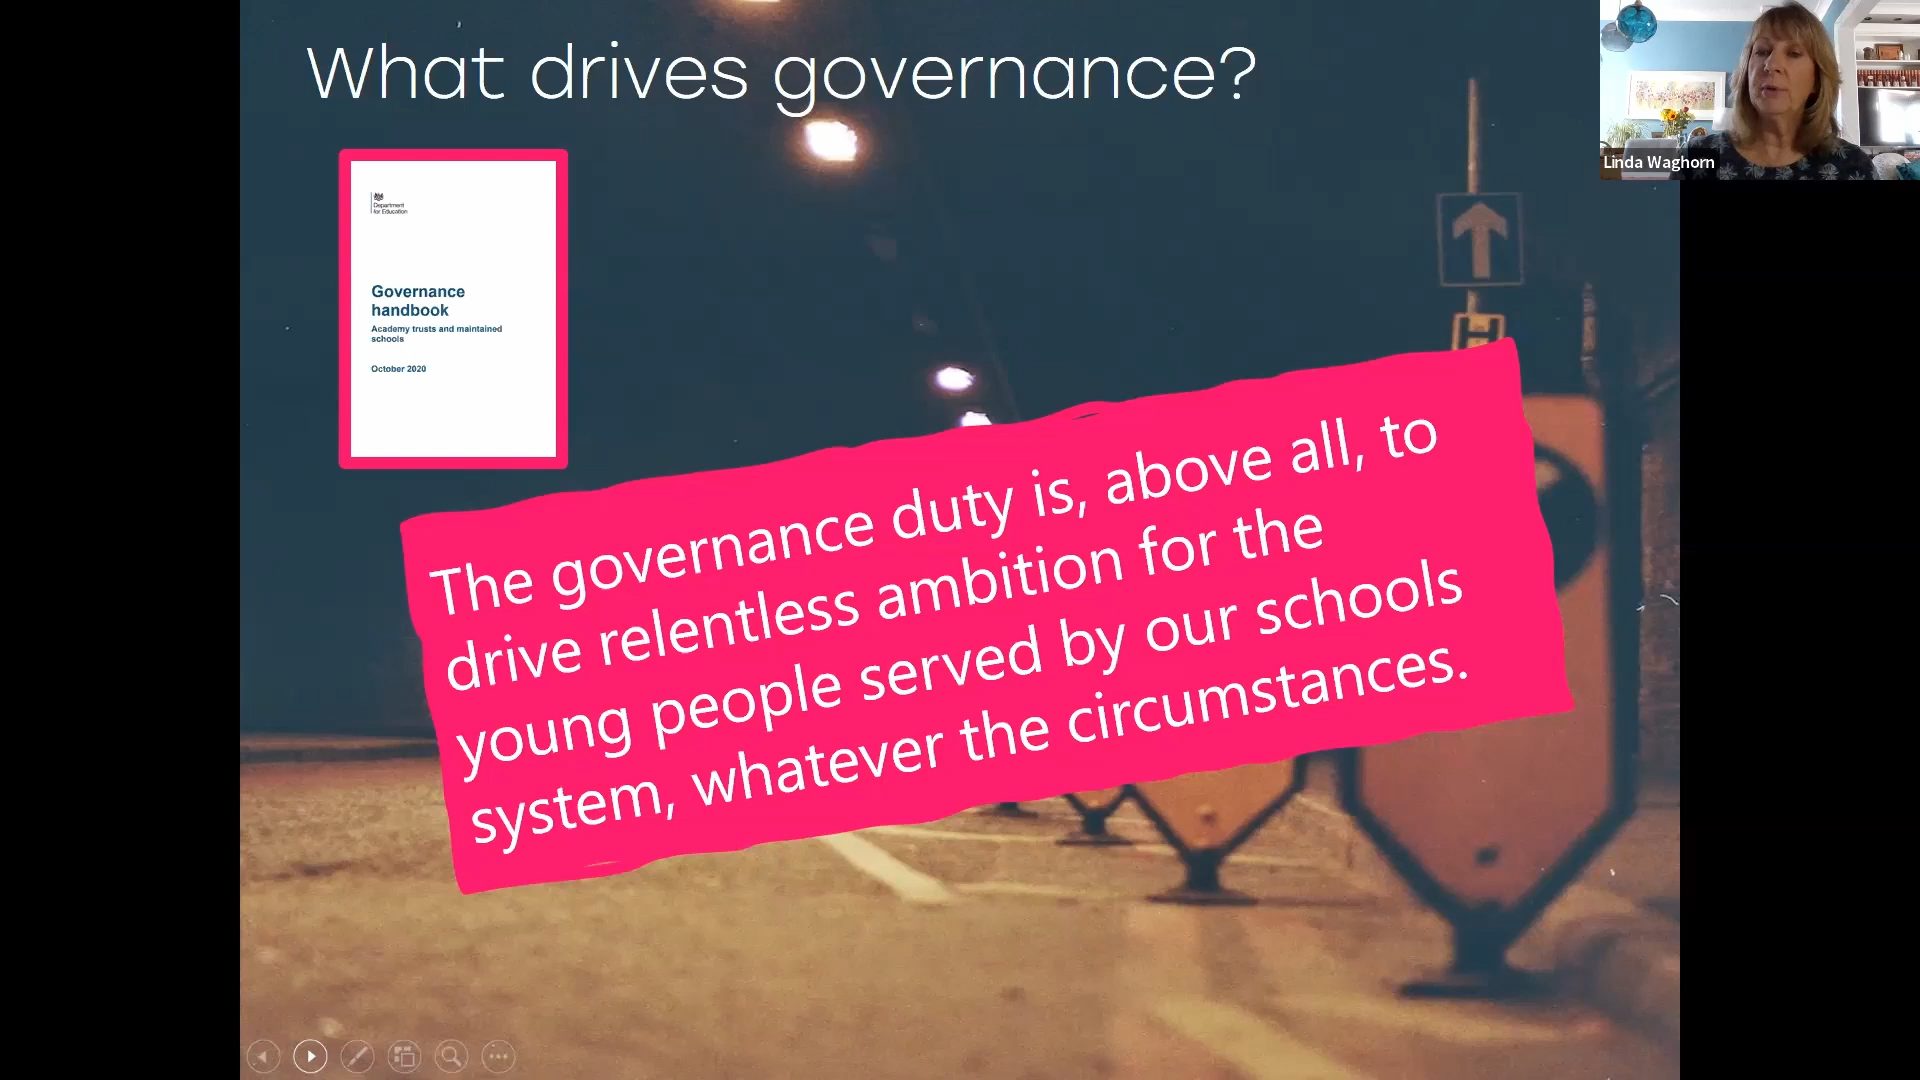 What drives governance?
Linda Waghorn
Department
for Education
Governance
handbook
Academy trusts and maintained
schools
October 2020
The governance duty is, above all, to
drive relentless ambition for the
young people served by our schools
system, whatever the circumstances.